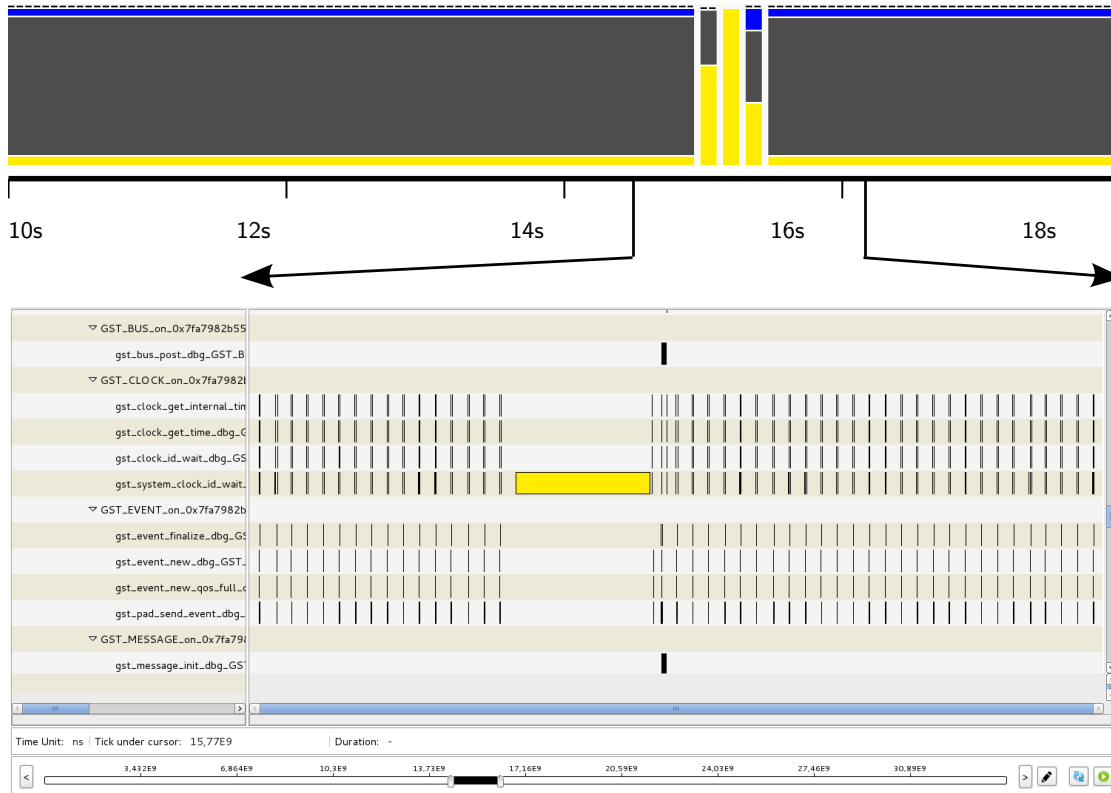 10s 12s 14s 16s 18s
GST_BUS_on_0x7fa7982b55
gst_bus_post_dbg_GST_B
GST_CLOCK_on_0x7fa7982b
gst_clock_get_internal_tim
gst_clock_get_time_dbg_G
gst_clock_id_wait_dbg_GS
gst_system_clock_id_wait_
GST_EVENT_on_0x7fa7982b
gst_event_finalize_dbg_GS
gst_event_new_dbg_GST_
gst_event_new_qos_full_d
gst_pad_send_event_dbg_
GST_MESSAGE_on_0x7fa798
gst_message_init_dbg_GST
Time Unit: ns Tick under cursor: 15,77E9 Duration: -
3,432E9 6,864E9 10,3E9 13,73E9 17,16E9 20,59E9 24,03E9 27,46E9 30,89E9